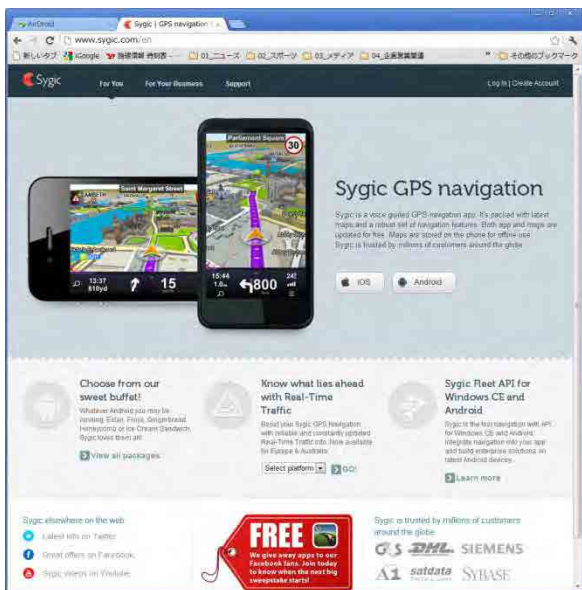 AirDroid
Sygic | GPS navigation |
www.sygic.com/en
新しいタブ
iGoogle
01_ニュース
02_スポーツ
03_メディア
その他のブックマーク
Sygic
For You
For Your Business
Support
Log In | Create Account
Saint Margaret Street
13:37
610yd
15
Parliament Square
30
15:44
800
Sygic GPS navigation
Sygic is a voice guided GPS navigation app. It's packed with latest
maps and a robust set of navigation features. Both app and maps are
updated for free. Maps are stored on the phone for offline use.
Sygic is trusted by millions of customers around the globe.
iOS
Android
Choose from our
sweet buffet!
Whatever Android you may be
running, Eclair, Froyo, Gingerbread
Honeycomb or Ice Cream Sandwich,
Sygic loves them all!
View all packages.
Know what lies ahead
with Real-Time
Traffic
Boost your Sygic GPS Navigation
with reliable and constantly updated
Real-Time Traffic info. Now available
for Europe & Australia.
Select platform
GO!
Sygic Fleet API for
Windows CE and
Android
Sygic is the first navigation with API
for Windows CE and Android.
Integrate navigation into your app
and build enterprise solutions on
latest Android devices.
Learn more
Sygic elsewhere on the web
Latest info on Twitter
Great offers on Facebook
Sygic videos on Youtube
FREE
We give away apps to our
Facebook fans. Join today
to know when the next big
sweepstake starts!
Sygic is trusted by millions of customers
around the globe
G4S
DHL
SIEMENS
A1
satdata
SYBASE